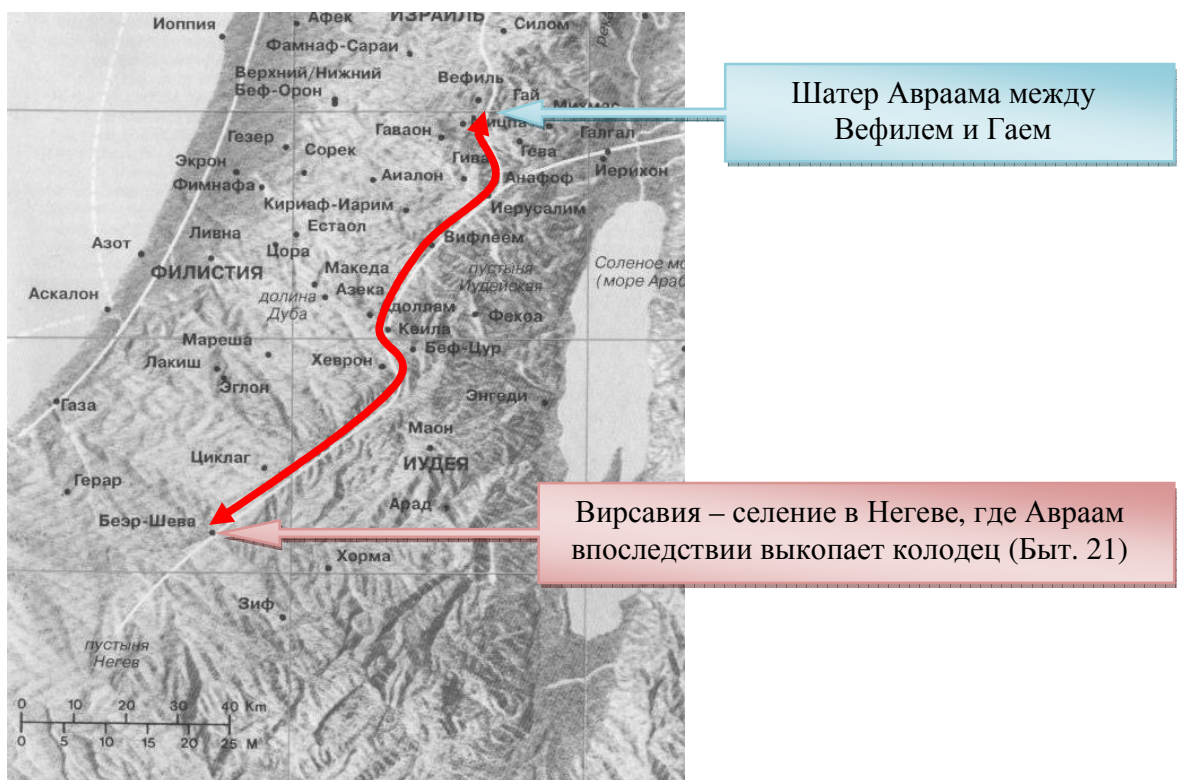 ИЗРАИЛЬ
Афек
Силом
Иоппия
Фамнаф-Сараи
река
Верхний/Нижний
Беф-Орон
Вефиль
Гай
Михмас
Шатер Авраама между
Вефилем и Гаем
Мицпа
Гаваон
Галгал
Гезер
Гева
Сорек
Гива
Экрон
Иерихон
Фимнафа
Аиалон
Анафоф
Кириаф-Иарим
Иерусалим
Ливна
Естаол
Вифлеем
Азот
Цора
ФИЛИСТИЯ
Македа
пустыня
Иудейская
Соленое мо
(море Араб
Аскалон
долина
Дуба
Азека
доллам
Фехоа
Кеила
Мареша
Беф-Цур
Лакиш
Хеврон
Эглон
Энгеди
Газа
Маон
Циклаг
ИУДЕЯ
Герар
Арад
Беэр-Шева
Вирсавия – селение в Негеве, где Авраам
впоследствии выкопает колодец (Быт. 21)
Хорма
Зиф
пустыня
Негев
0 10 20 30 40 Km
0 5 10 15 20 25 M